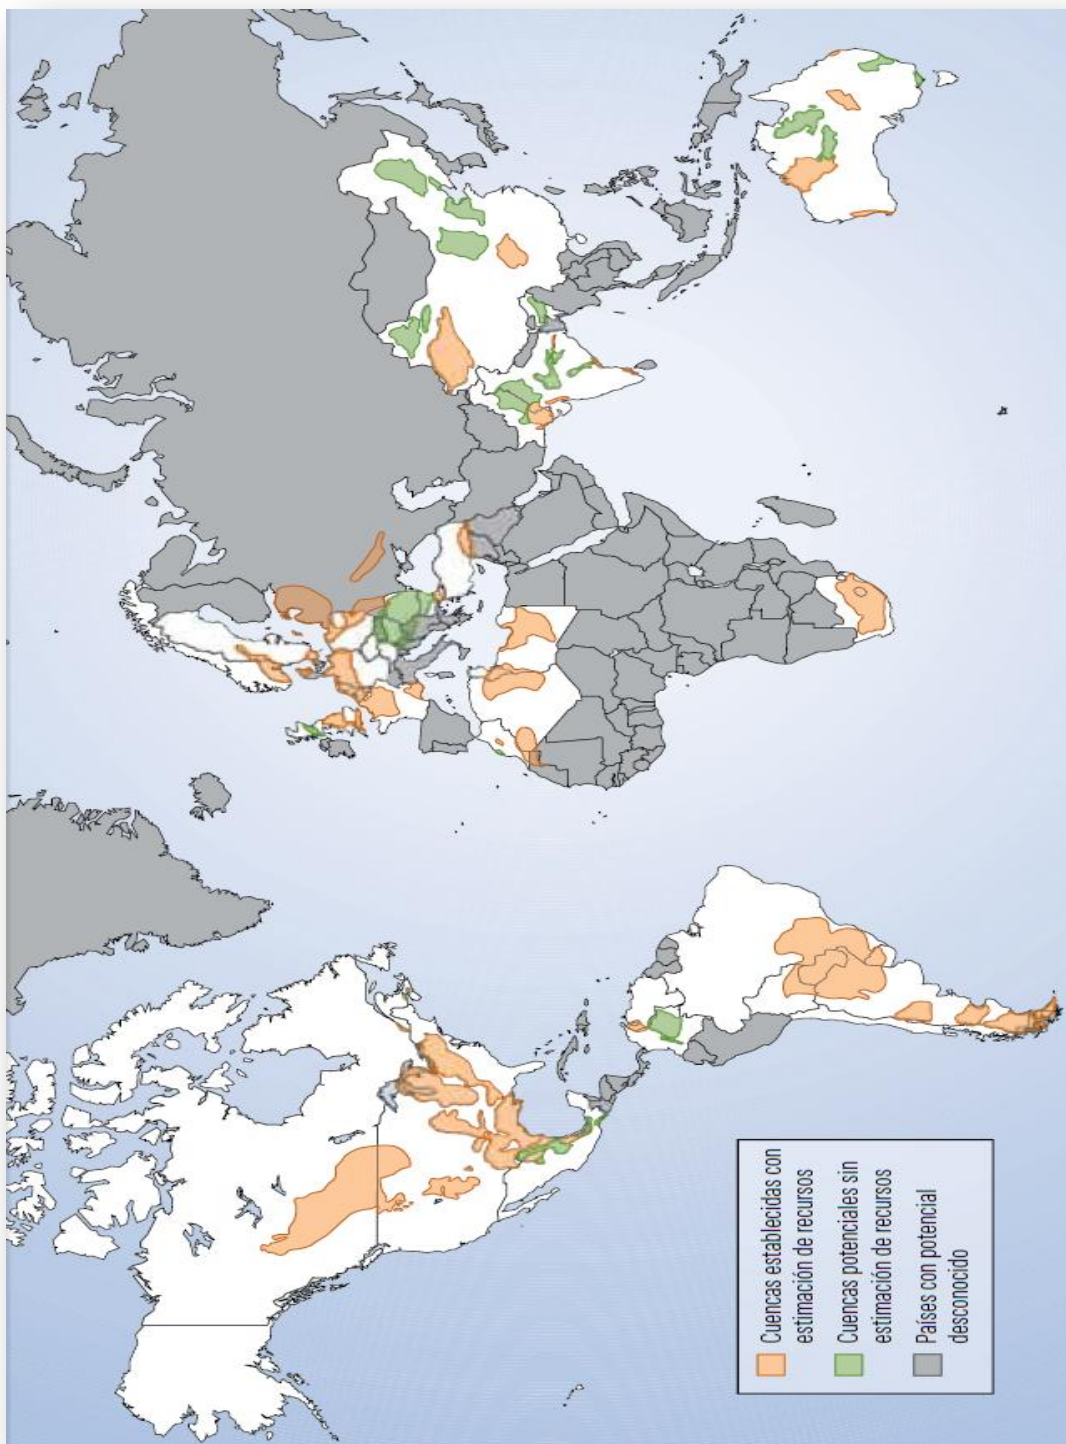 Cuencas establecidas con
estimación de recursos
Cuencas potenciales sin
estimación de recursos
Países con potencial
desconocido